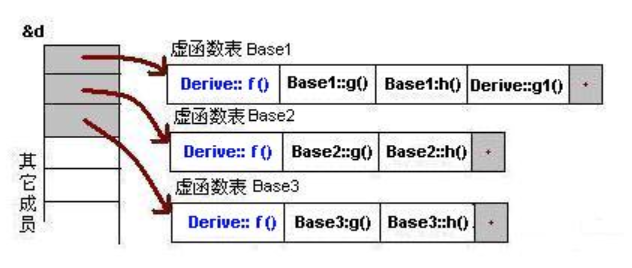 &d
虚函数表 Base1
Derive:: f() Base1::g() Base1:h() Derive::g1()
虚函数表 Base2
Derive:: f() Base2::g() Base2::h()
虚函数表 Base3
Derive:: f() Base3:g() Base3::h()
其它成员